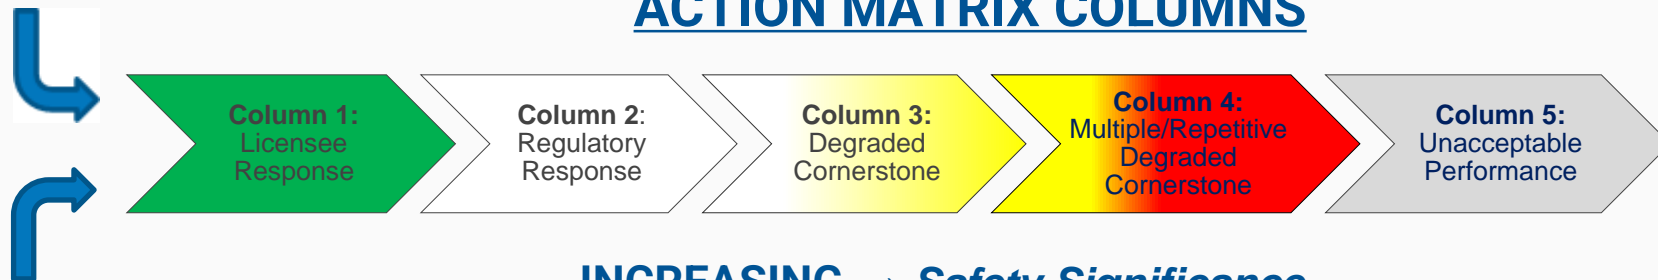 ACTION MATRIX COLUMNS
Column 1:
Licensee
Response
Column 2:
Regulatory
Response
Column 3:
Degraded
Cornerstone
Column 4:
Multiple/Repetitive
Degraded
Cornerstone
Column 5:
Unacceptable
Performance
INCREASING → Safety Significance